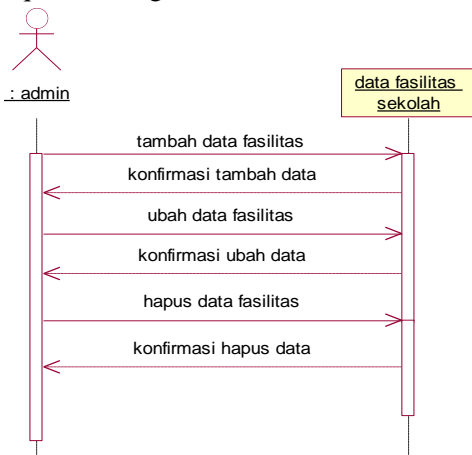 _: admin
data fasilitas
sekolah
tambah data fasilitas
konfirmasi tambah data
ubah data fasilitas
konfirmasi ubah data
hapus data fasilitas
konfirmasi hapus data